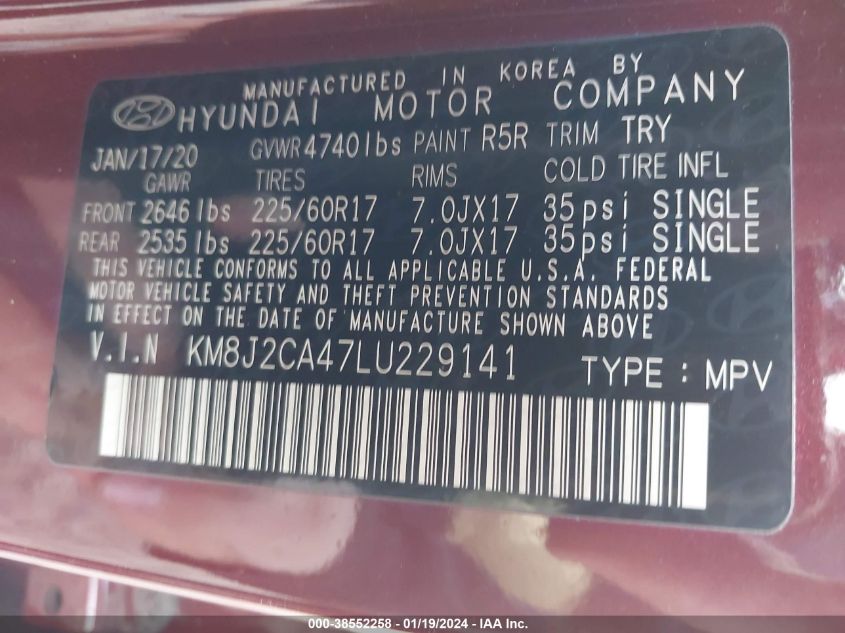 MANUFACTURED IN KOREA BY
HYUNDAI MOTOR COMPANY
JAN/17/20 GVWR 4740lbs PAINT R5R TRIM TRY
GAWR TIRES RIMS COLD TIRE INFL
FRONT 2646 lbs 225/60R17 7.0JX17 35psi SINGLE
REAR 2535 lbs 225/60R17 7.0JX17 35psi SINGLE
THIS VEHICLE CONFORMS TO ALL APPLICABLE U.S.A. FEDERAL
MOTOR VEHICLE SAFETY AND THEFT PREVENTION STANDARDS
IN EFFECT ON THE DATE OF MANUFACTURE SHOWN ABOVE
V.I.N KM8J2CA47LU229141 TYPE : MPV
000-38552258 - 01/19/2024 - IAA Inc.